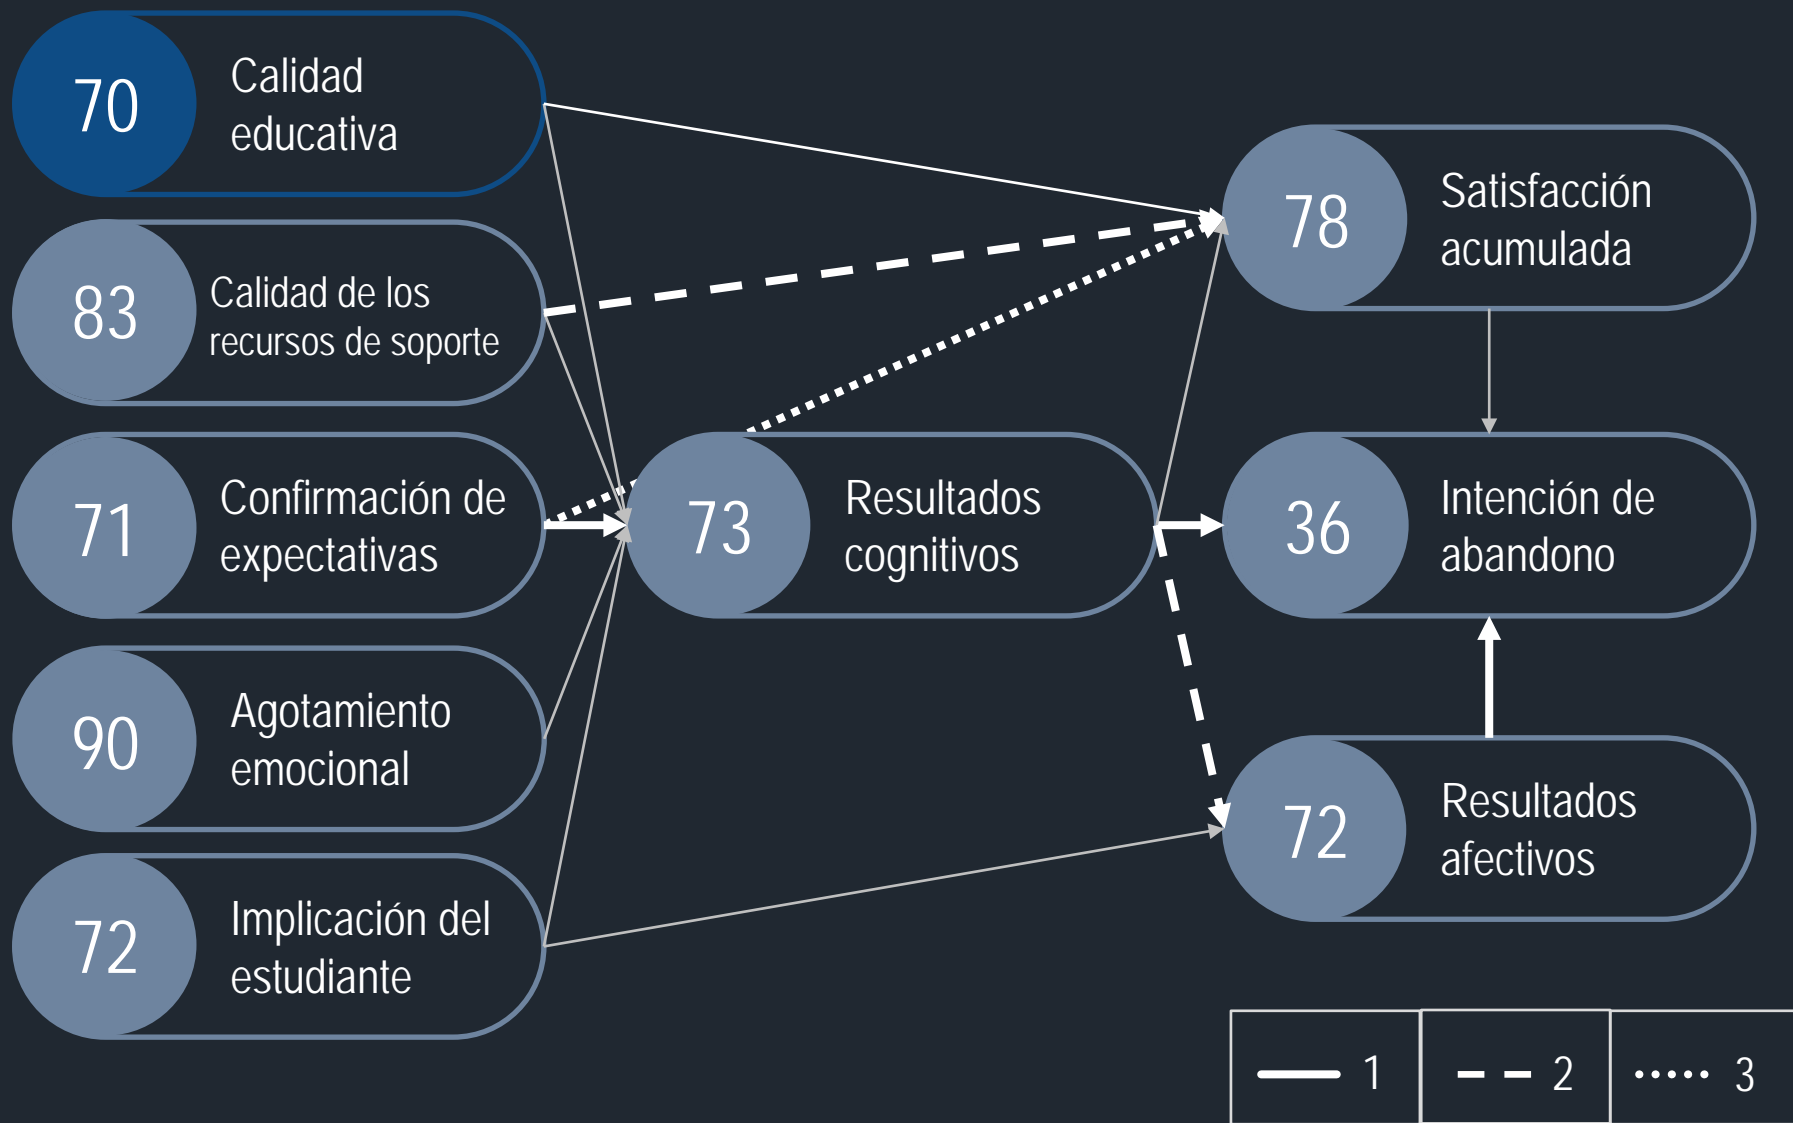 70
Calidad
educativa
83
Calidad de los
recursos de soporte
71
Confirmación de
expectativas
90
Agotamiento
emocional
72
Implicación del
estudiante
73
Resultados
cognitivos
78
Satisfacción
acumulada
36
Intención de
abandono
72
Resultados
afectivos
1
2
3